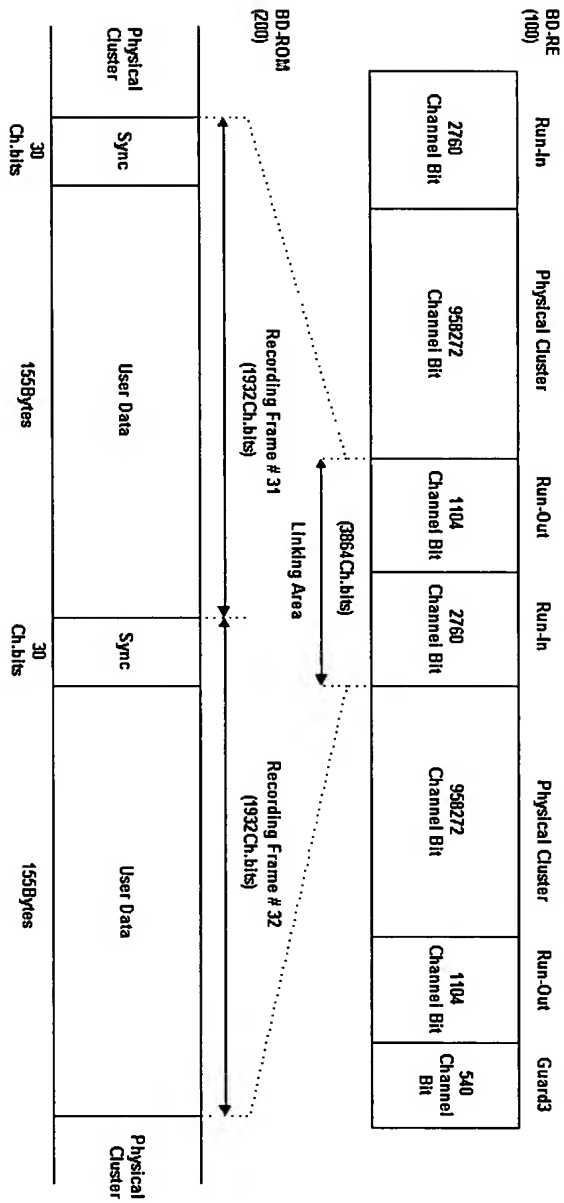 BD-RE
(100)
Run-In
Physical Cluster
Run-Out
Run-In
Physical Cluster
Run-Out
Guard3
2760
Channel Bit
958272
Channel Bit
1104
Channel Bit
2760
Channel Bit
958272
Channel Bit
1104
Channel Bit
540
Channel
Bit
(3864Ch.bits)
Linking Area
BD-ROM
(200)
Recording Frame # 31
(1932Ch.bits)
Recording Frame # 32
(1932Ch.bits)
Physical
Cluster
Sync
User Data
Sync
User Data
Physical
Cluster
30
Ch.bits
155Bytes
30
Ch.bits
155Bytes